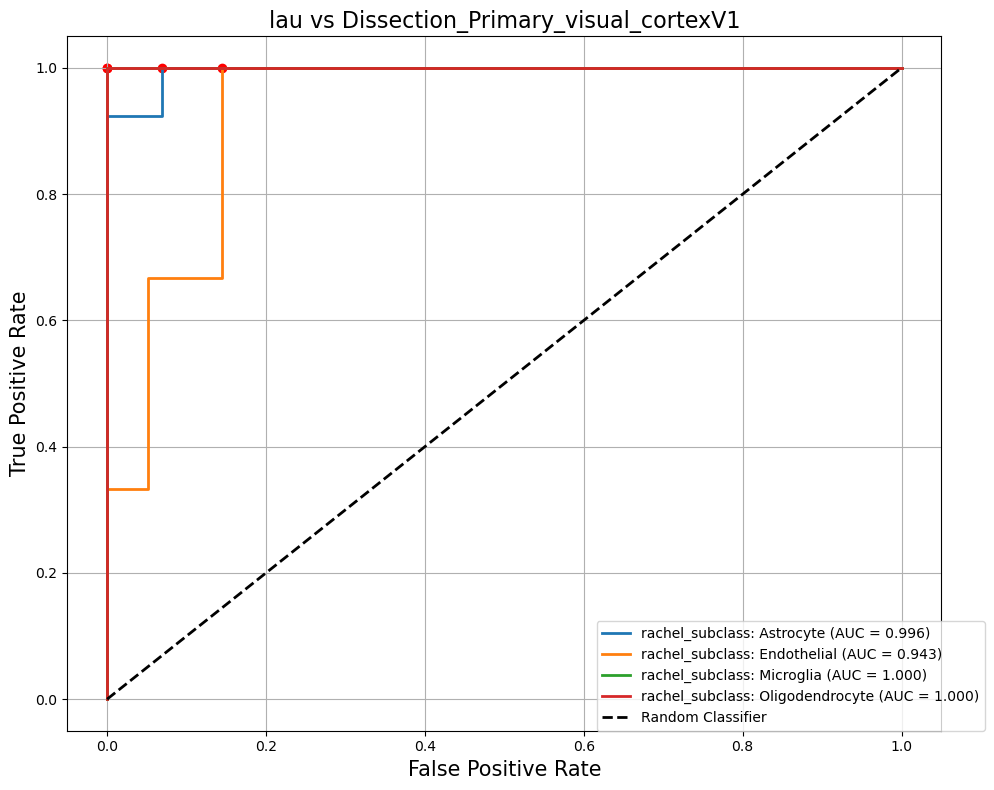 lau vs Dissection_Primary_visual_cortexV1
True Positive Rate
1.0
0.8
0.6
0.4
0.2
0.0
0.0 0.2 0.4 0.6 0.8 1.0
False Positive Rate
rachel_subclass: Astrocyte (AUC = 0.996)
rachel_subclass: Endothelial (AUC = 0.943)
rachel_subclass: Microglia (AUC = 1.000)
rachel_subclass: Oligodendrocyte (AUC = 1.000)
Random Classifier